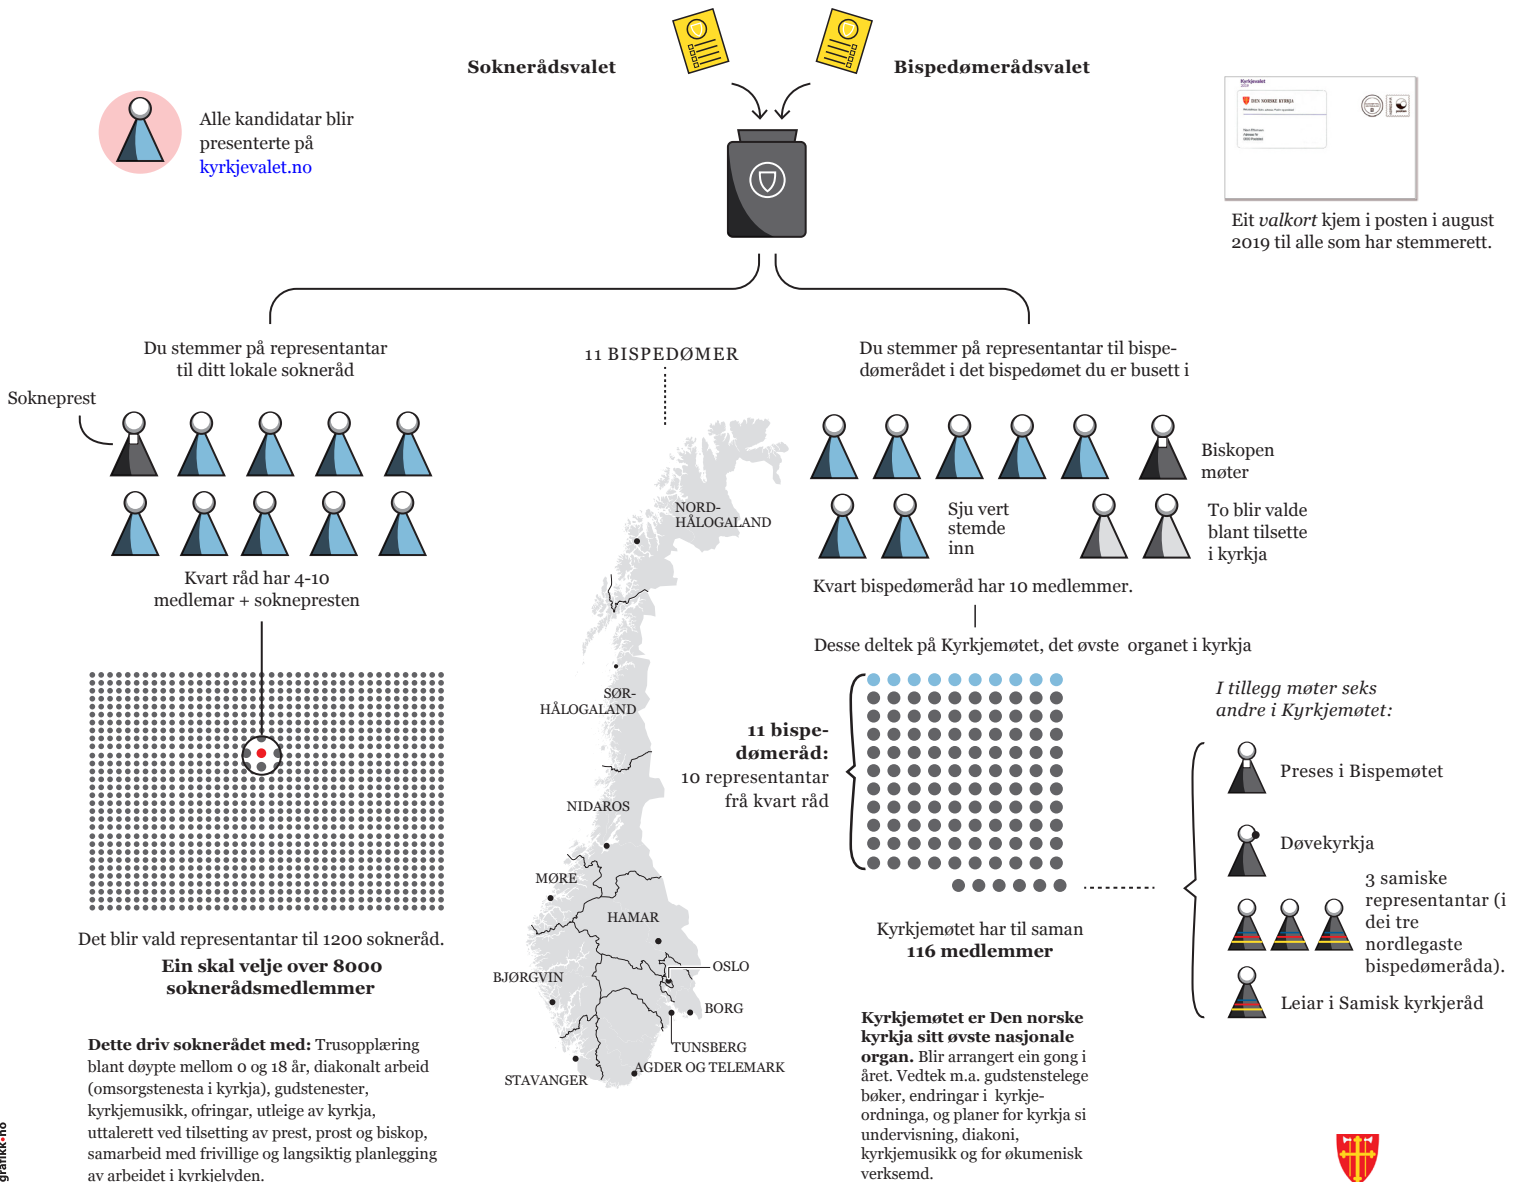 Soknerådsvalet
Bispedømerådsvalet
Alle kandidatar blir
presenterte på
kyrkjevalet.no
Kyrkjevalet
2019
DEN NORSKE KYRKJA
Eit valkort kjem i posten i august
2019 til alle som har stemmerett.
Du stemmer på representantar
til ditt lokale sokneråd
Sokneprest
Kvart råd har 4-10
medlemar + soknepresten
Det blir vald representantar til 1200 sokneråd.
Ein skal velje over 8000
soknerådsmedlemmer
Dette driv soknerådet med: Trusopplæring
blant døypte mellom 0 og 18 år, diakonalt arbeid
(omsorgstenesta i kyrkja), gudstenester,
kyrkjemusikk, ofringar, utleige av kyrkja,
uttalerett ved tilsetting av prest, prost og biskop,
samarbeid med frivillige og langsiktig planlegging
av arbeidet i kyrkjelyden.
11 BISPEDØMER
NORD-
HÅLOGALAND
SØR-
HÅLOGALAND
NIDAROS
MØRE
HAMAR
BJØRGVIN
OSLO
BORG
TUNSBERG
AGDER OG TELEMARK
STAVANGER
Du stemmer på representantar til bispe-
dømerådet i det bispedømet du er busett i
Biskopen
møter
Sju vert
stemde
inn
To blir valde
blant tilsette
i kyrkja
Kvart bispedømeråd har 10 medlemmer.
Desse deltek på Kyrkjemøtet, det øvste organet i kyrkja
11 bispe-
dømeråd:
10 representantar
frå kvart råd
I tillegg møter seks
andre i Kyrkjemøtet:
Preses i Bispemøtet
Døvekyrkja
3 samiske
representantar (i
dei tre
nordlegaste
bispedømeråda).
Leiar i Samisk kyrkjeråd
Kyrkjemøtet har til saman
116 medlemmer
Kyrkjemøtet er Den norske
kyrkja sitt øvste nasjonale
organ. Blir arrangert ein gong i
året. Vedtek m.a. gudstenstelege
bøker, endringar i kyrkje-
ordninga, og planer for kyrkja si
undervisning, diakoni,
kyrkjemusikk og for økumenisk
verksemd.
grafikk•no